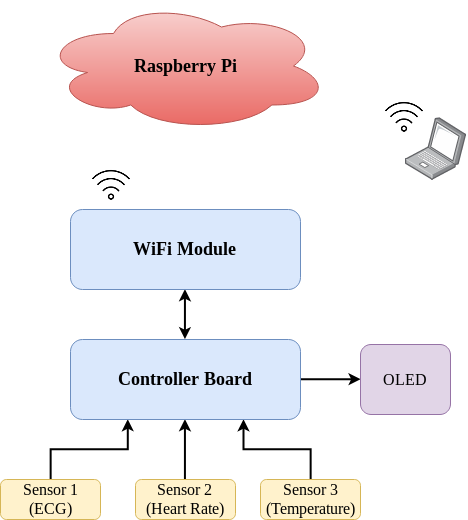 Raspberry Pi
WiFi Module
Controller Board
OLED
Sensor 1
(ECG)
Sensor 2
(Heart Rate)
Sensor 3
(Temperature)